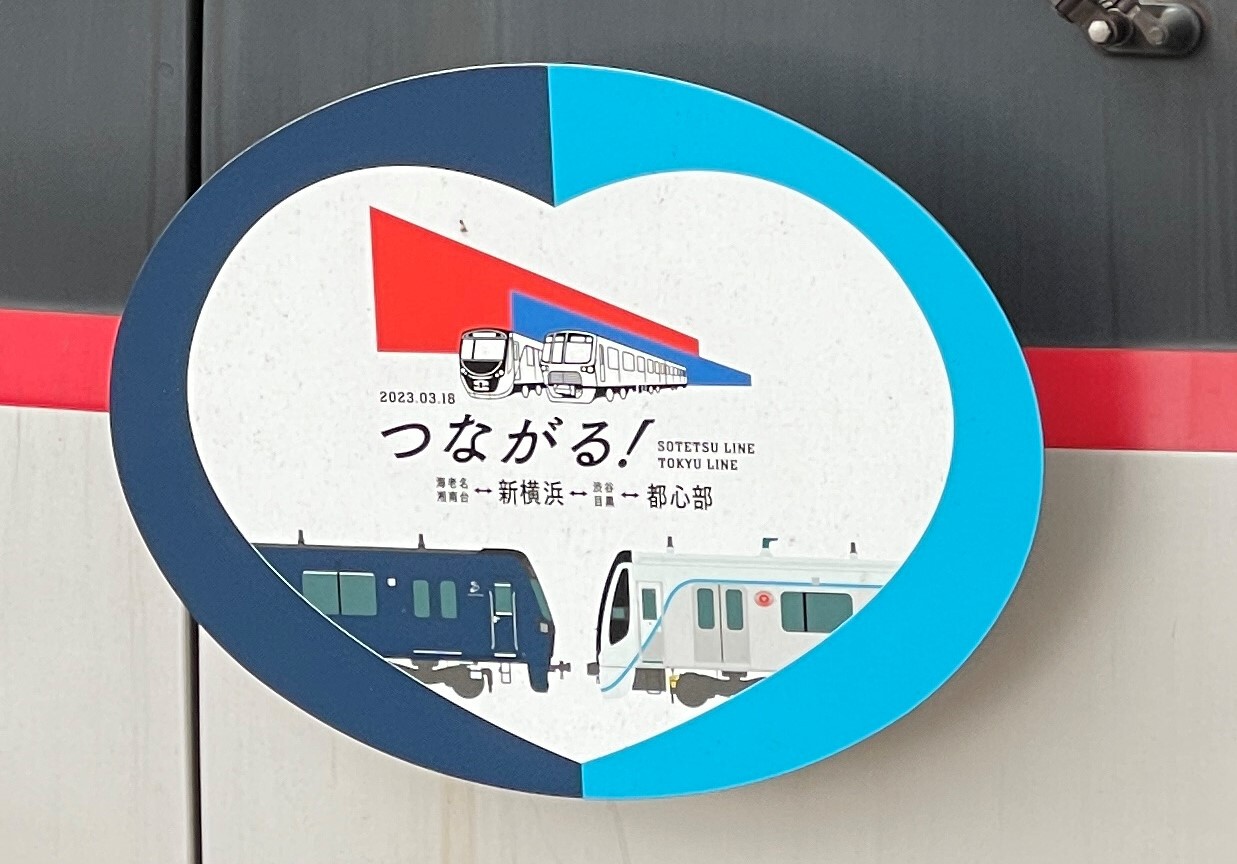 2023.03.18
つながる!
SOTETSU LINE
TOKYU LINE
海老名
湘南台
↔新横浜↔
渋谷
目黒
↔都心部